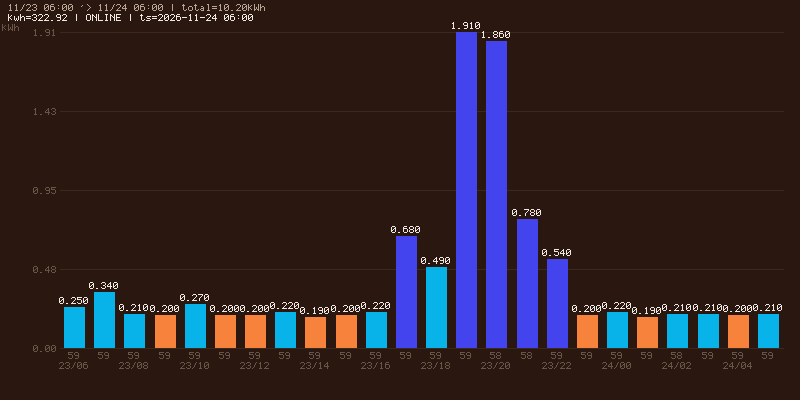 11/23 06:00 -> 11/24 06:00 | total=10.20KWh
Kwh=322.92 | ONLINE | ts=2026-11-24 06:00
KWh
1.91
1.43
0.95
0.48
0.00
0.250 0.340 0.210 0.200 0.270 0.200 0.200 0.220 0.190 0.200 0.220 0.680 0.490 1.910 1.860 0.780 0.540 0.200 0.220 0.190 0.210 0.210 0.200 0.210
59 59 59 59 59 59 59 59 59 59 59 59 59 59 58 58 59 59 59 59 58 59 59 59
23/06 23/08 23/10 23/12 23/14 23/16 23/18 23/20 23/22 24/00 24/02 24/04